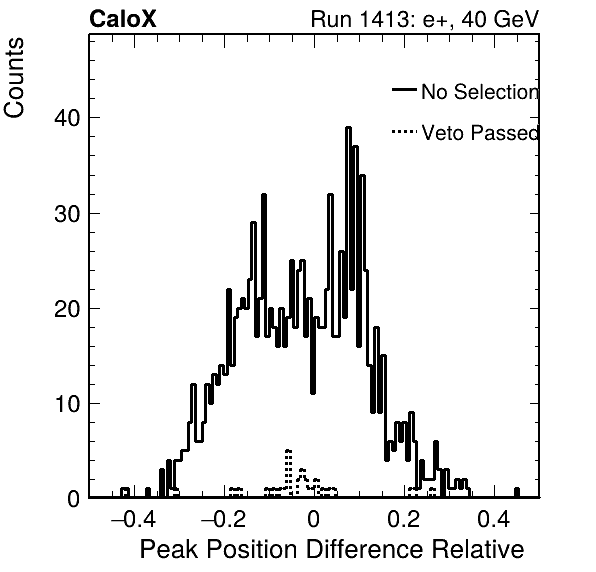 CaloX Run 1413: e+, 40 GeV
Counts
No Selection
Veto Passed
40
30
20
10
0
−0.4 −0.2 0 0.2 0.4
Peak Position Difference Relative